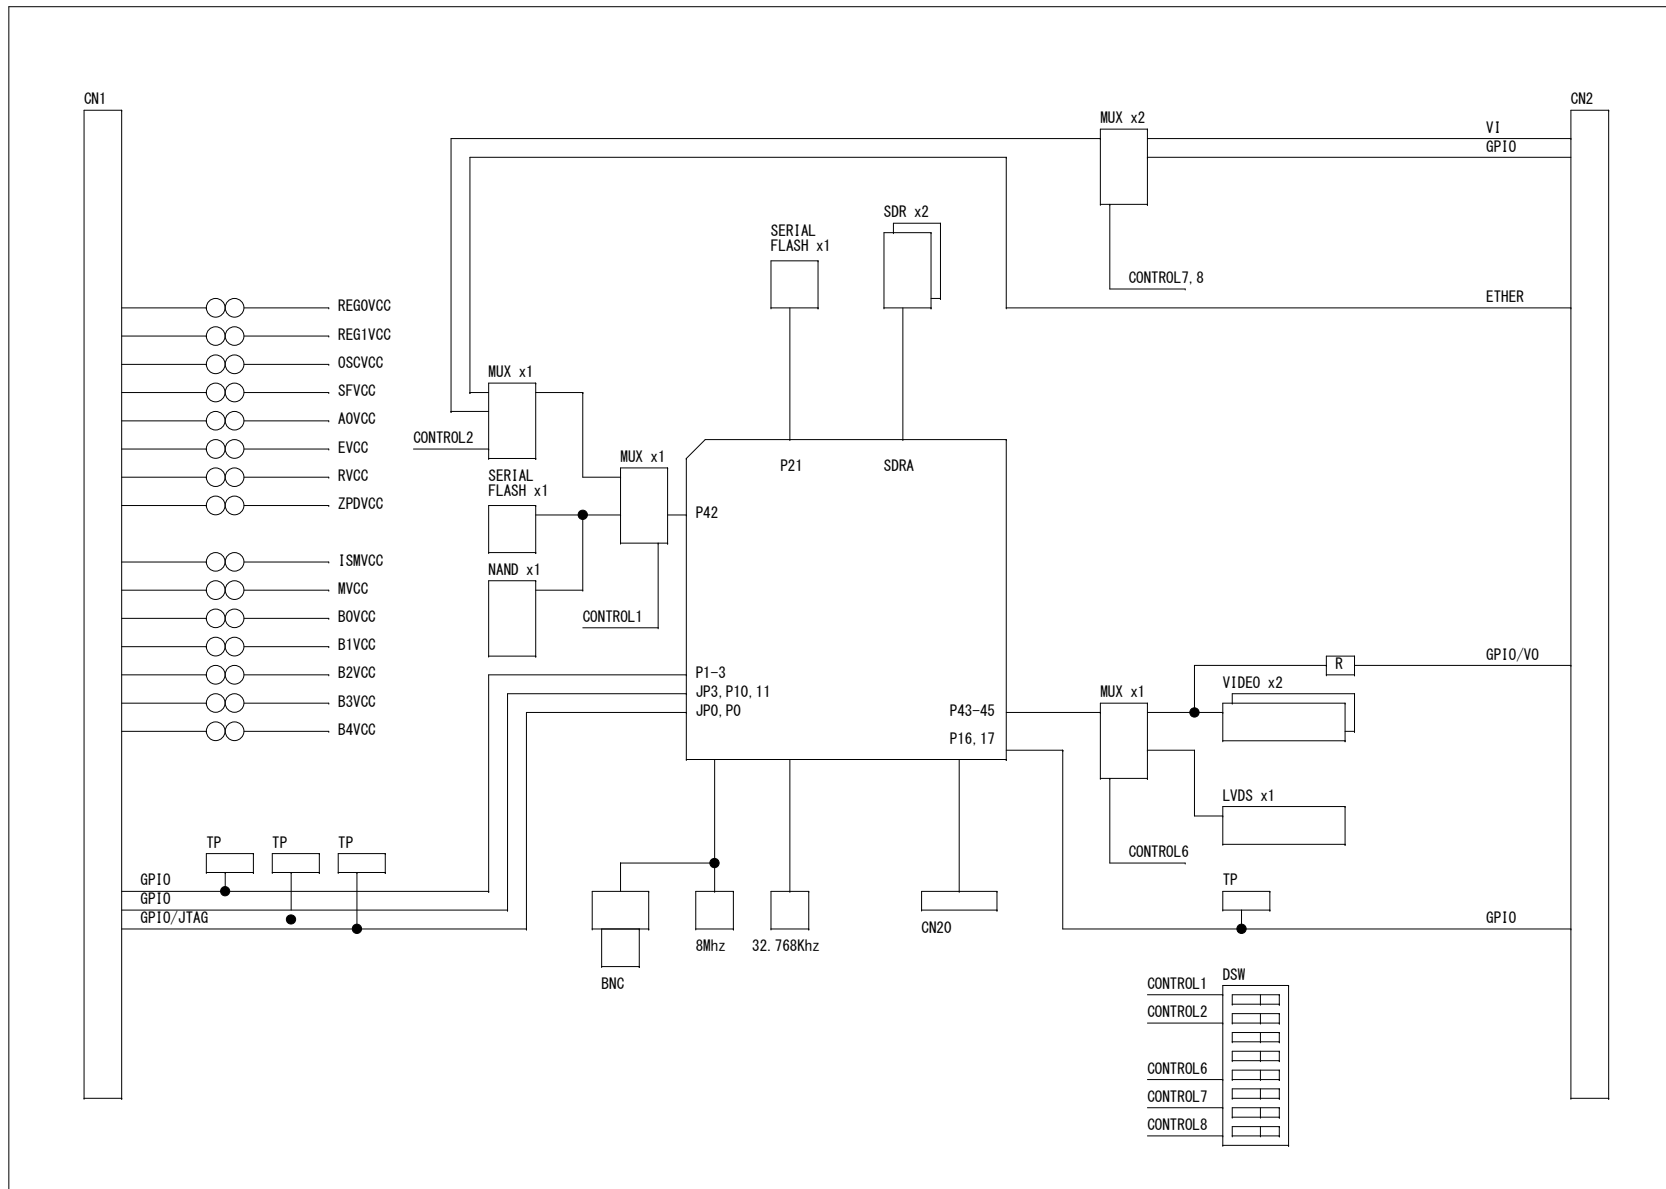 CN1
CN2
MUX x2
VI
GPIO
SDR x2
SERIAL
FLASH x1
CONTROL7,8
ETHER
REG0VCC
REG1VCC
OSCVCC
SFVCC
A0VCC
EVCC
RVCC
ZPDVCC
ISMVCC
MVCC
B0VCC
B1VCC
B2VCC
B3VCC
B4VCC
MUX x1
CONTROL2
MUX x1
SERIAL
FLASH x1
NAND x1
CONTROL1
P21
SDRA
P42
P1-3
JP3,P10,11
JP0,P0
P43-45
P16,17
GPIO/VO
R
MUX x1
VIDEO x2
LVDS x1
CONTROL6
TP
TP
TP
GPIO
GPIO
GPIO/JTAG
TP
GPIO
BNC
8Mhz
32.768Khz
CN20
DSW
CONTROL1
CONTROL2
CONTROL6
CONTROL7
CONTROL8